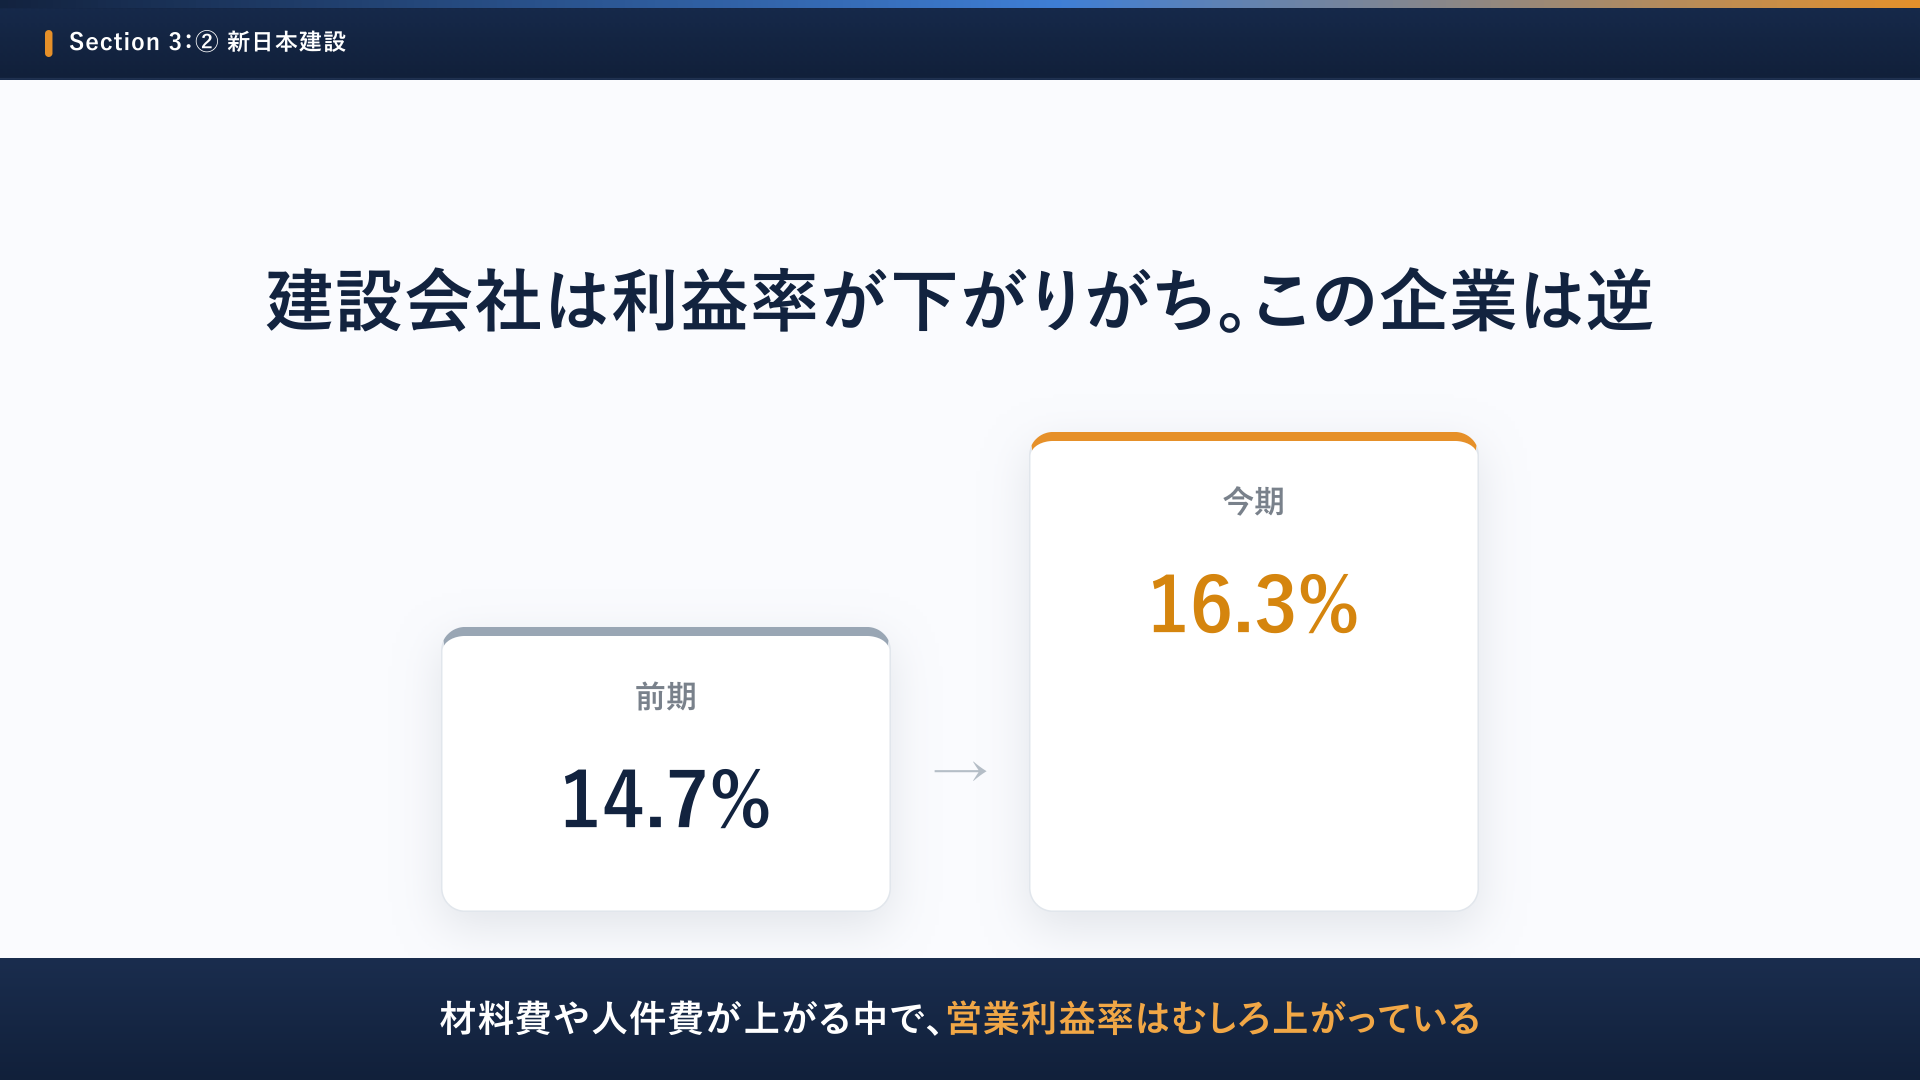 Section 3：② 新日本建設
建設会社は利益率が下がりがち。この企業は逆
前期
14.7%
→
今期
16.3%
材料費や人件費が上がる中で、営業利益率はむしろ上がっている